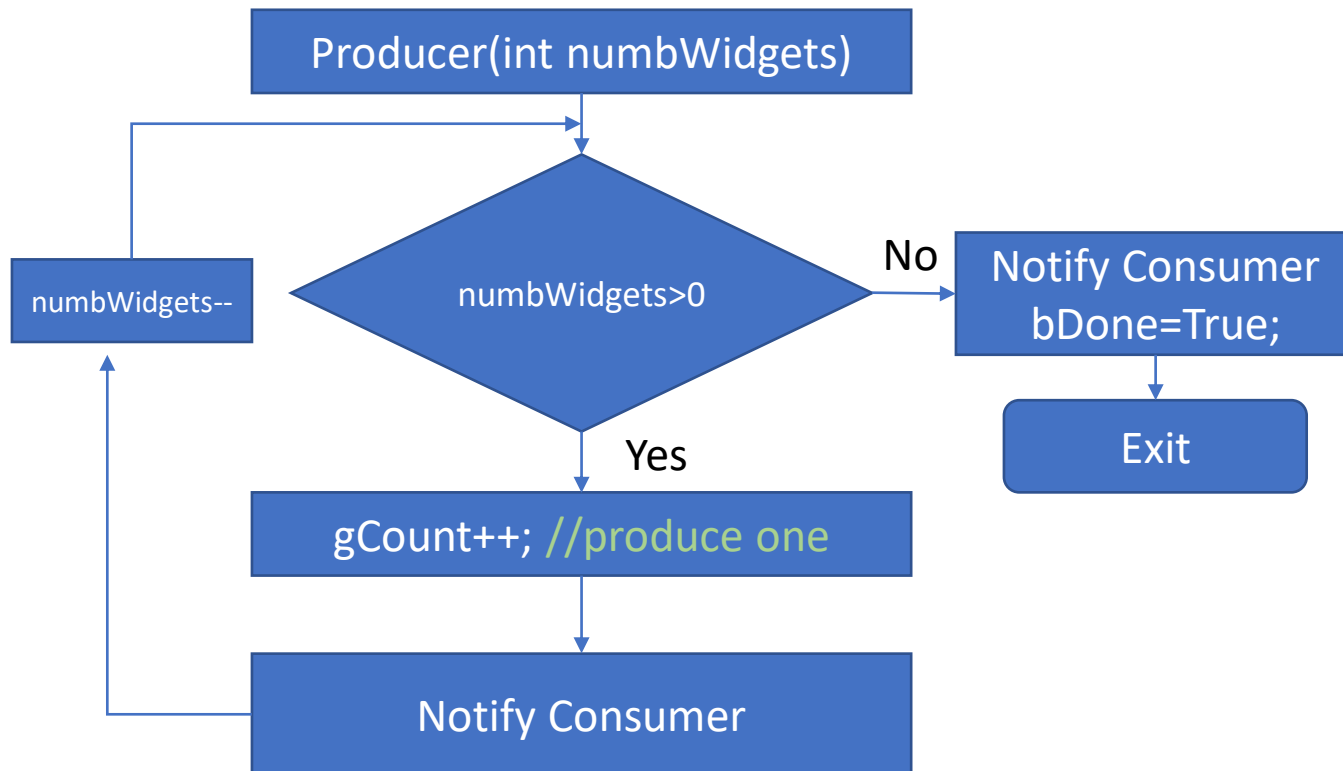 Producer(int numbWidgets)
numbWidgets--
numbWidgets>0
No
Notify Consumer
bDone=True;
Exit
Yes
gCount++; //produce one
Notify Consumer